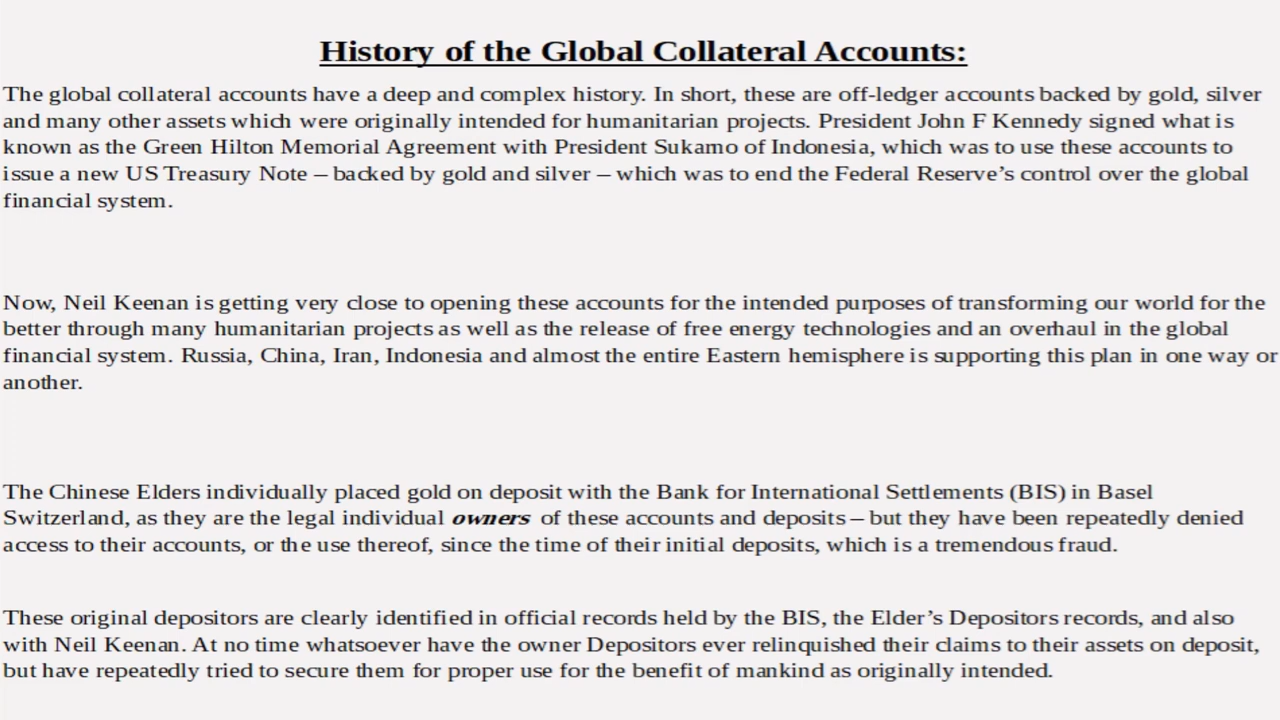 History of the Global Collateral Accounts:
The global collateral accounts have a deep and complex history. In short, these are off-ledger accounts backed by gold, silver
and many other assets which were originally intended for humanitarian projects. President John F Kennedy signed what is
known as the Green Hilton Memorial Agreement with President Sukarno of Indonesia, which was to use these accounts to
issue a new US Treasury Note – backed by gold and silver – which was to end the Federal Reserve’s control over the global
financial system.
Now, Neil Keenan is getting very close to opening these accounts for the intended purposes of transforming our world for the
better through many humanitarian projects as well as the release of free energy technologies and an overhaul in the global
financial system. Russia, China, Iran, Indonesia and almost the entire Eastern hemisphere is supporting this plan in one way or
another.
The Chinese Elders individually placed gold on deposit with the Bank for International Settlements (BIS) in Basel
Switzerland, as they are the legal individual owners of these accounts and deposits – but they have been repeatedly denied
access to their accounts, or the use thereof, since the time of their initial deposits, which is a tremendous fraud.
These original depositors are clearly identified in official records held by the BIS, the Elder’s Depositors records, and also
with Neil Keenan. At no time whatsoever have the owner Depositors ever relinquished their claims to their assets on deposit,
but have repeatedly tried to secure them for proper use for the benefit of mankind as originally intended.